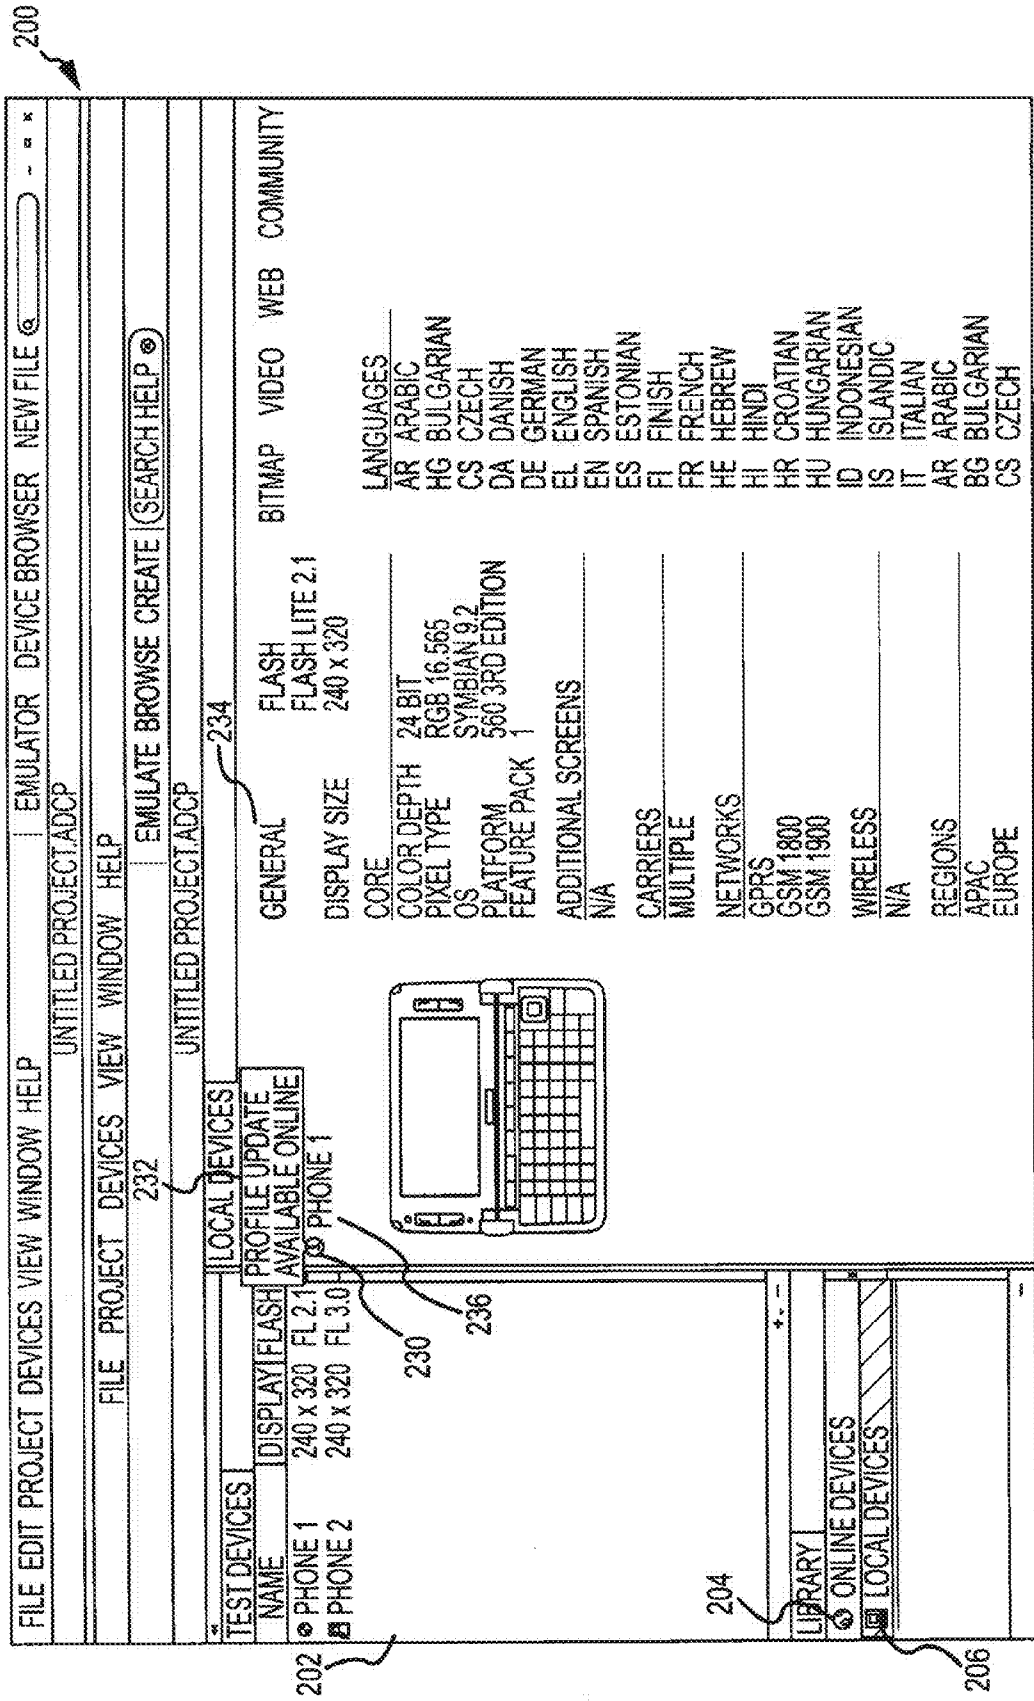 200
FILE EDIT PROJECT DEVICES VIEW WINDOW HELP | EMULATOR DEVICE BROWSER NEW FILE
UNTITLED PROJECT.ADCP
FILE PROJECT DEVICES VIEW WINDOW HELP
EMULATE BROWSE CREATE SEARCH HELP
UNTITLED PROJECT.ADCP
TEST DEVICES
NAME DISPLAY FLASH
PHONE 1 240 x 320 FL 2.1
PHONE 2 240 x 320 FL 3.0
202
LIBRARY
204
ONLINE DEVICES
LOCAL DEVICES
206
232
LOCAL DEVICES
PROFILE UPDATE
AVAILABLE ONLINE
PHONE 1
230
236
234
GENERAL FLASH BITMAP VIDEO WEB COMMUNITY
FLASH LITE 2.1
DISPLAY SIZE 240 x 320
CORE
COLOR DEPTH 24 BIT
PIXEL TYPE RGB 16.565
OS SYMBIAN 9.2
PLATFORM 560 3RD EDITION
FEATURE PACK 1
ADDITIONAL SCREENS
N/A
CARRIERS
MULTIPLE
NETWORKS
GPRS
GSM 1800
GSM 1900
WIRELESS
N/A
REGIONS
APAC
EUROPE
LANGUAGES
AR ARABIC
HG BULGARIAN
CS CZECH
DA DANISH
DE GERMAN
EL ENGLISH
EN SPANISH
ES ESTONIAN
FI FINISH
FR FRENCH
HE HEBREW
HI HINDI
HR CROATIAN
HU HUNGARIAN
ID INDONESIAN
IS ISLANDIC
IT ITALIAN
AR ARABIC
BG BULGARIAN
CS CZECH